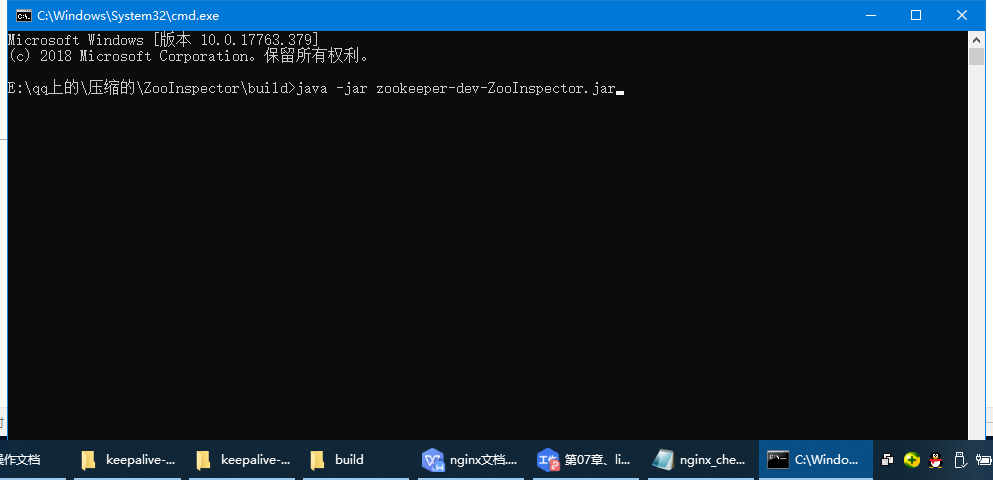 C:\Windows\System32\cmd.exe
Microsoft Windows [版本 10.0.17763.379]
(c) 2018 Microsoft Corporation。保留所有权利。
E:\qq上的\压缩的\ZooInspector\build>java -jar zookeeper-dev-ZooInspector.jar
操作文档
keepalive-...
keepalive-...
build
nginx文档....
第07章、li...
nginx_che...
C:\Windo...